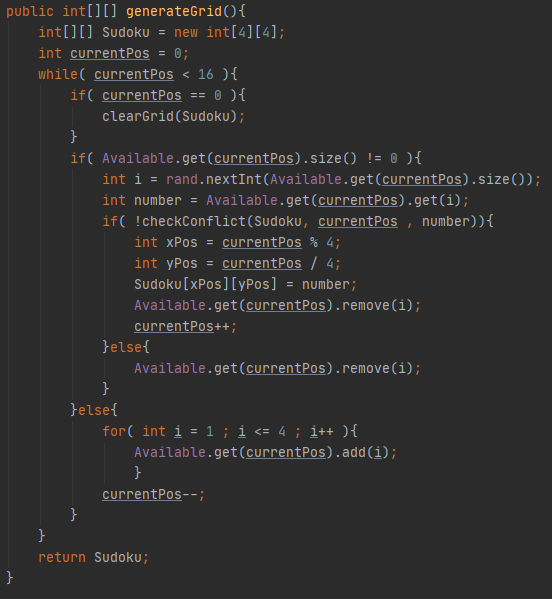 public int[][] generateGrid(){
    int[][] Sudoku = new int[4][4];
    int currentPos = 0;
    while( currentPos < 16 ){
        if( currentPos == 0 ){
            clearGrid(Sudoku);
        }
        if( Available.get(currentPos).size() != 0 ){
            int i = rand.nextInt(Available.get(currentPos).size());
            int number = Available.get(currentPos).get(i);
            if( !checkConflict(Sudoku, currentPos , number)){
                int xPos = currentPos % 4;
                int yPos = currentPos / 4;
                Sudoku[xPos][yPos] = number;
                Available.get(currentPos).remove(i);
                currentPos++;
            }else{
                Available.get(currentPos).remove(i);
            }
        }else{
            for( int i = 1 ; i <= 4 ; i++ ){
                Available.get(currentPos).add(i);
                }
            currentPos--;
        }
    }
    return Sudoku;
}